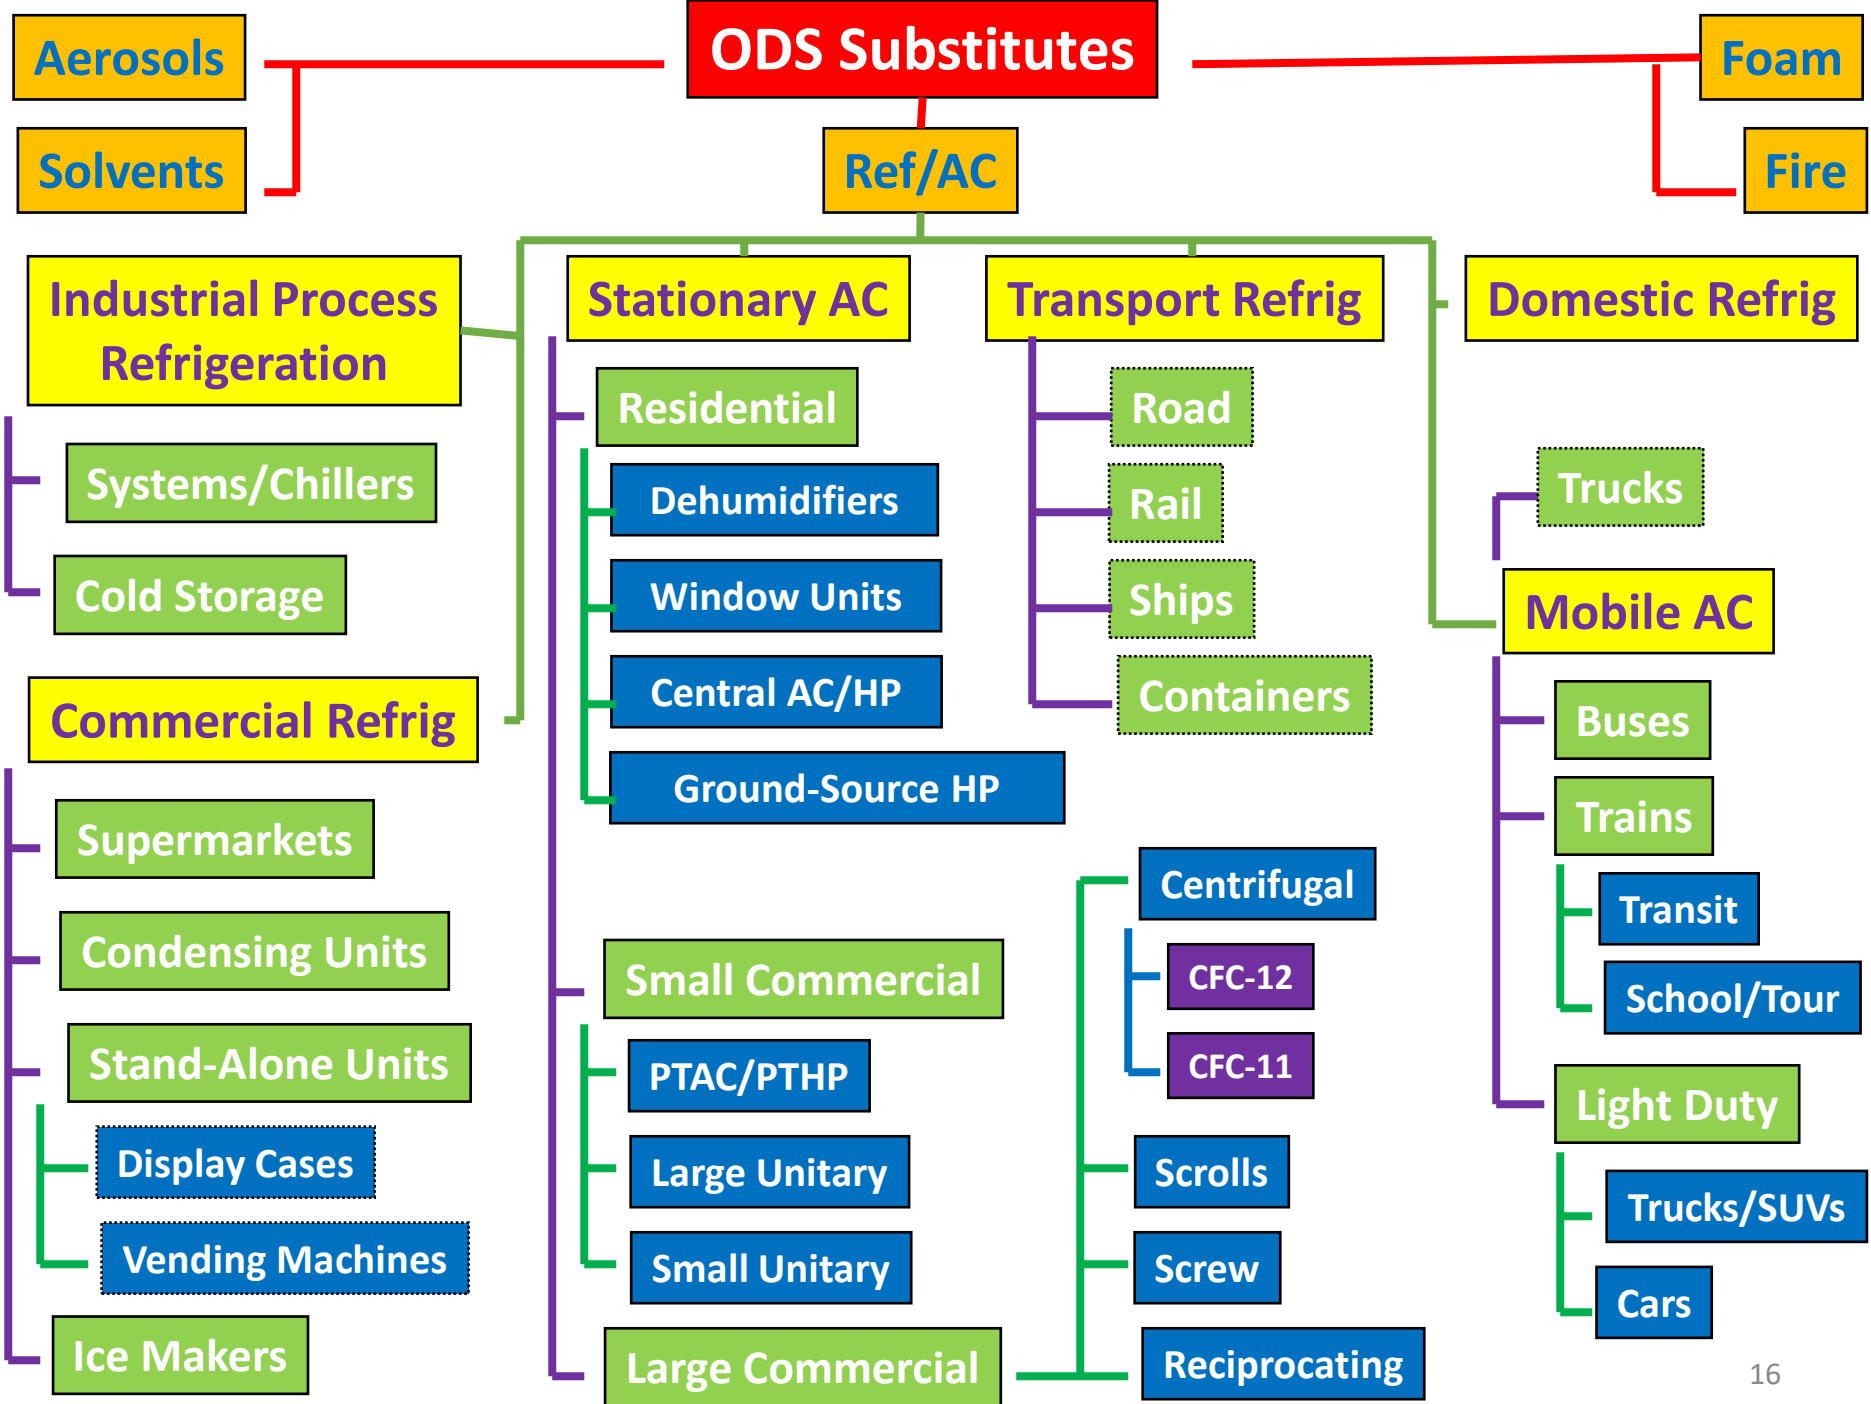 ODS Substitutes
Aerosols
Solvents
Ref/AC
Foam
Fire
Industrial Process
Refrigeration
Systems/Chillers
Cold Storage
Commercial Refrig
Supermarkets
Condensing Units
Stand-Alone Units
Display Cases
Vending Machines
Ice Makers
Stationary AC
Residential
Dehumidifiers
Window Units
Central AC/HP
Ground-Source HP
Small Commercial
PTAC/PTHP
Large Unitary
Small Unitary
Large Commercial
Centrifugal
CFC-12
CFC-11
Scrolls
Screw
Reciprocating
Transport Refrig
Road
Rail
Ships
Containers
Domestic Refrig
Trucks
Mobile AC
Buses
Trains
Transit
School/Tour
Light Duty
Trucks/SUVs
Cars
16